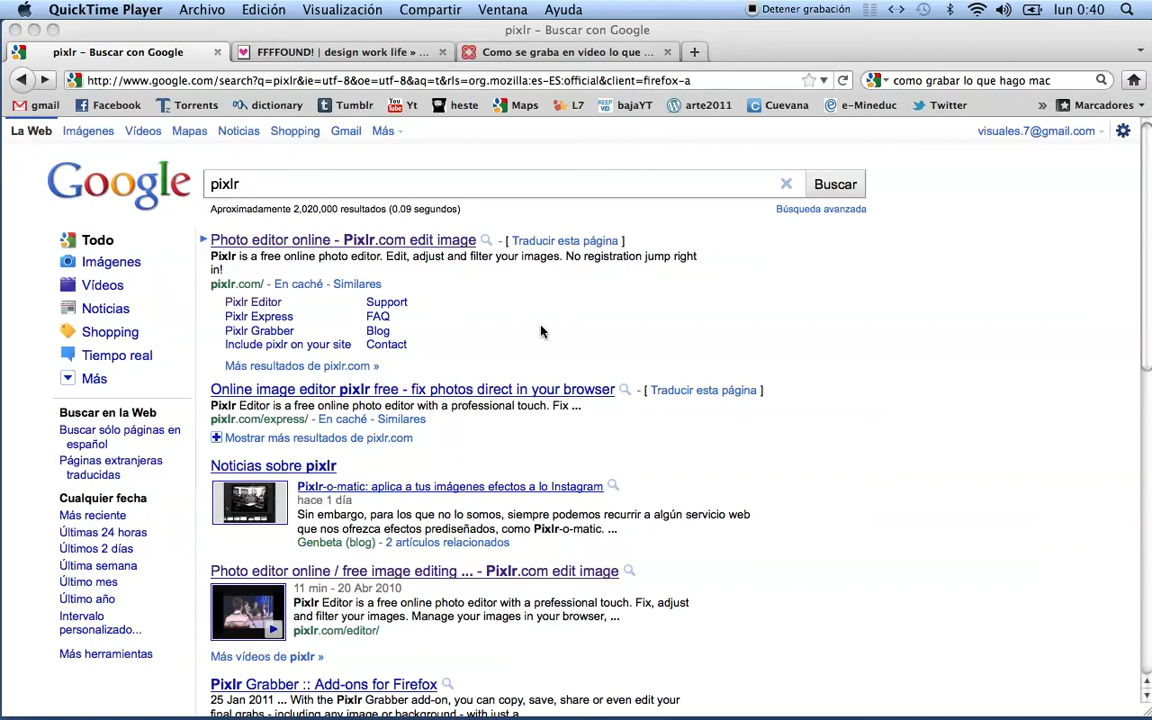 QuickTime Player Archivo Edición Visualización Compartir Ventana Ayuda Detener grabación lun 0:40
pixlr - Buscar con Google
pixlr – Buscar con Google FFFFOUND! | design work life » ... Como se graba en video lo que ...
http://www.google.com/search?q=pixlr&ie=utf-8&oe=utf-8&aq=t&rls=org.mozilla:es-ES:official&client=firefox-a como grabar lo que hago mac
gmail Facebook Torrents dictionary Tumblr Yt heste Maps L7 bajaYT arte2011 Cuevana e-Mineduc Twitter » Marcadores
La Web Imágenes Vídeos Mapas Noticias Shopping Gmail Más visuales.7@gmail.com
Google pixlr Buscar
Aproximadamente 2,020,000 resultados (0.09 segundos) Búsqueda avanzada
Todo
Imágenes
Vídeos
Noticias
Shopping
Tiempo real
Más
Buscar en la Web
Buscar sólo páginas en
español
Páginas extranjeras
traducidas
Cualquier fecha
Más reciente
Últimas 24 horas
Últimos 2 días
Última semana
Último mes
Último año
Intervalo
personalizado...
Más herramientas
Photo editor online - Pixlr.com edit image - [ Traducir esta página ]
Pixlr is a free online photo editor. Edit, adjust and filter your images. No registration jump right
in!
pixlr.com/ - En caché - Similares
Pixlr Editor Support
Pixlr Express FAQ
Pixlr Grabber Blog
Include pixlr on your site Contact
Más resultados de pixlr.com »
Online image editor pixlr free - fix photos direct in your browser - [ Traducir esta página ]
Pixlr Editor is a free online photo editor with a professional touch. Fix ...
pixlr.com/express/ - En caché - Similares
Mostrar más resultados de pixlr.com
Noticias sobre pixlr
Pixlr-o-matic: aplica a tus imágenes efectos a lo Instagram
hace 1 día
Sin embargo, para los que no lo somos, siempre podemos recurrir a algún servicio web
que nos ofrezca efectos prediseñados, como Pixlr-o-matic. ...
Genbeta (blog) - 2 artículos relacionados
Photo editor online / free image editing ... - Pixlr.com edit image
11 min - 20 Abr 2010
Pixlr Editor is a free online photo editor with a prefessional touch. Fix, adjust
and filter your images. Manage your images in your browser, ...
pixlr.com/editor/
Más vídeos de pixlr »
Pixlr Grabber :: Add-ons for Firefox
25 Jan 2011 ... With the Pixlr Grabber add-on, you can copy, save, share or even edit your
final grabs - including any image or background - with just a